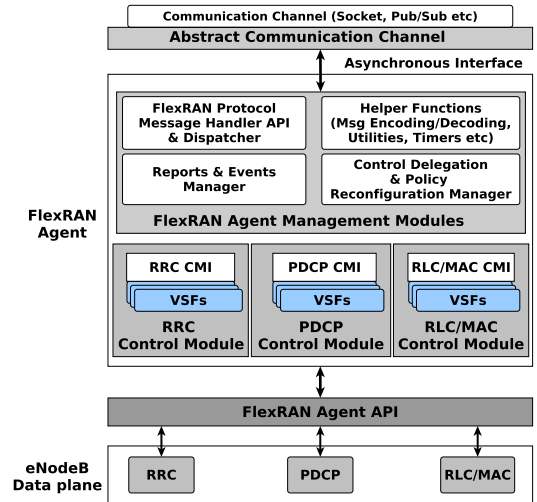 Communication Channel (Socket, Pub/Sub etc)
Abstract Communication Channel
Asynchronous Interface
FlexRAN Protocol
Message Handler API
& Dispatcher
Helper Functions
(Msg Encoding/Decoding,
Utilities, Timers etc)
Reports & Events
Manager
Control Delegation
& Policy
Reconfiguration Manager
FlexRAN Agent Management Modules
FlexRAN
Agent
RRC CMI
VSFs
RRC
Control Module
PDCP CMI
VSFs
PDCP
Control Module
RLC/MAC CMI
VSFs
RLC/MAC
Control Module
FlexRAN Agent API
eNodeB
Data plane
RRC
PDCP
RLC/MAC